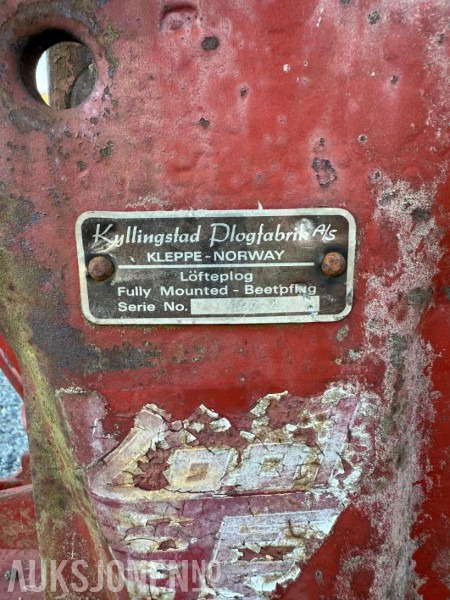 Kyllingstad Plogfabrik A/S
KLEPPE - NORWAY
Löfteplog
Fully Mounted - Beetpflug
Serie No.
AUKSJONEN.NO